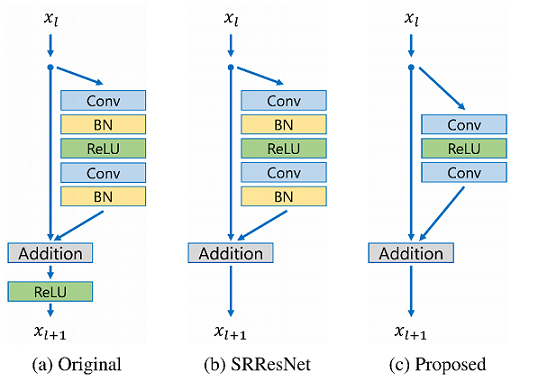 x_l x_l x_l
Conv Conv
BN BN Conv
ReLU ReLU ReLU
Conv Conv Conv
BN BN
Addition Addition Addition
ReLU
x_{l+1} x_{l+1} x_{l+1}
(a) Original (b) SRResNet (c) Proposed